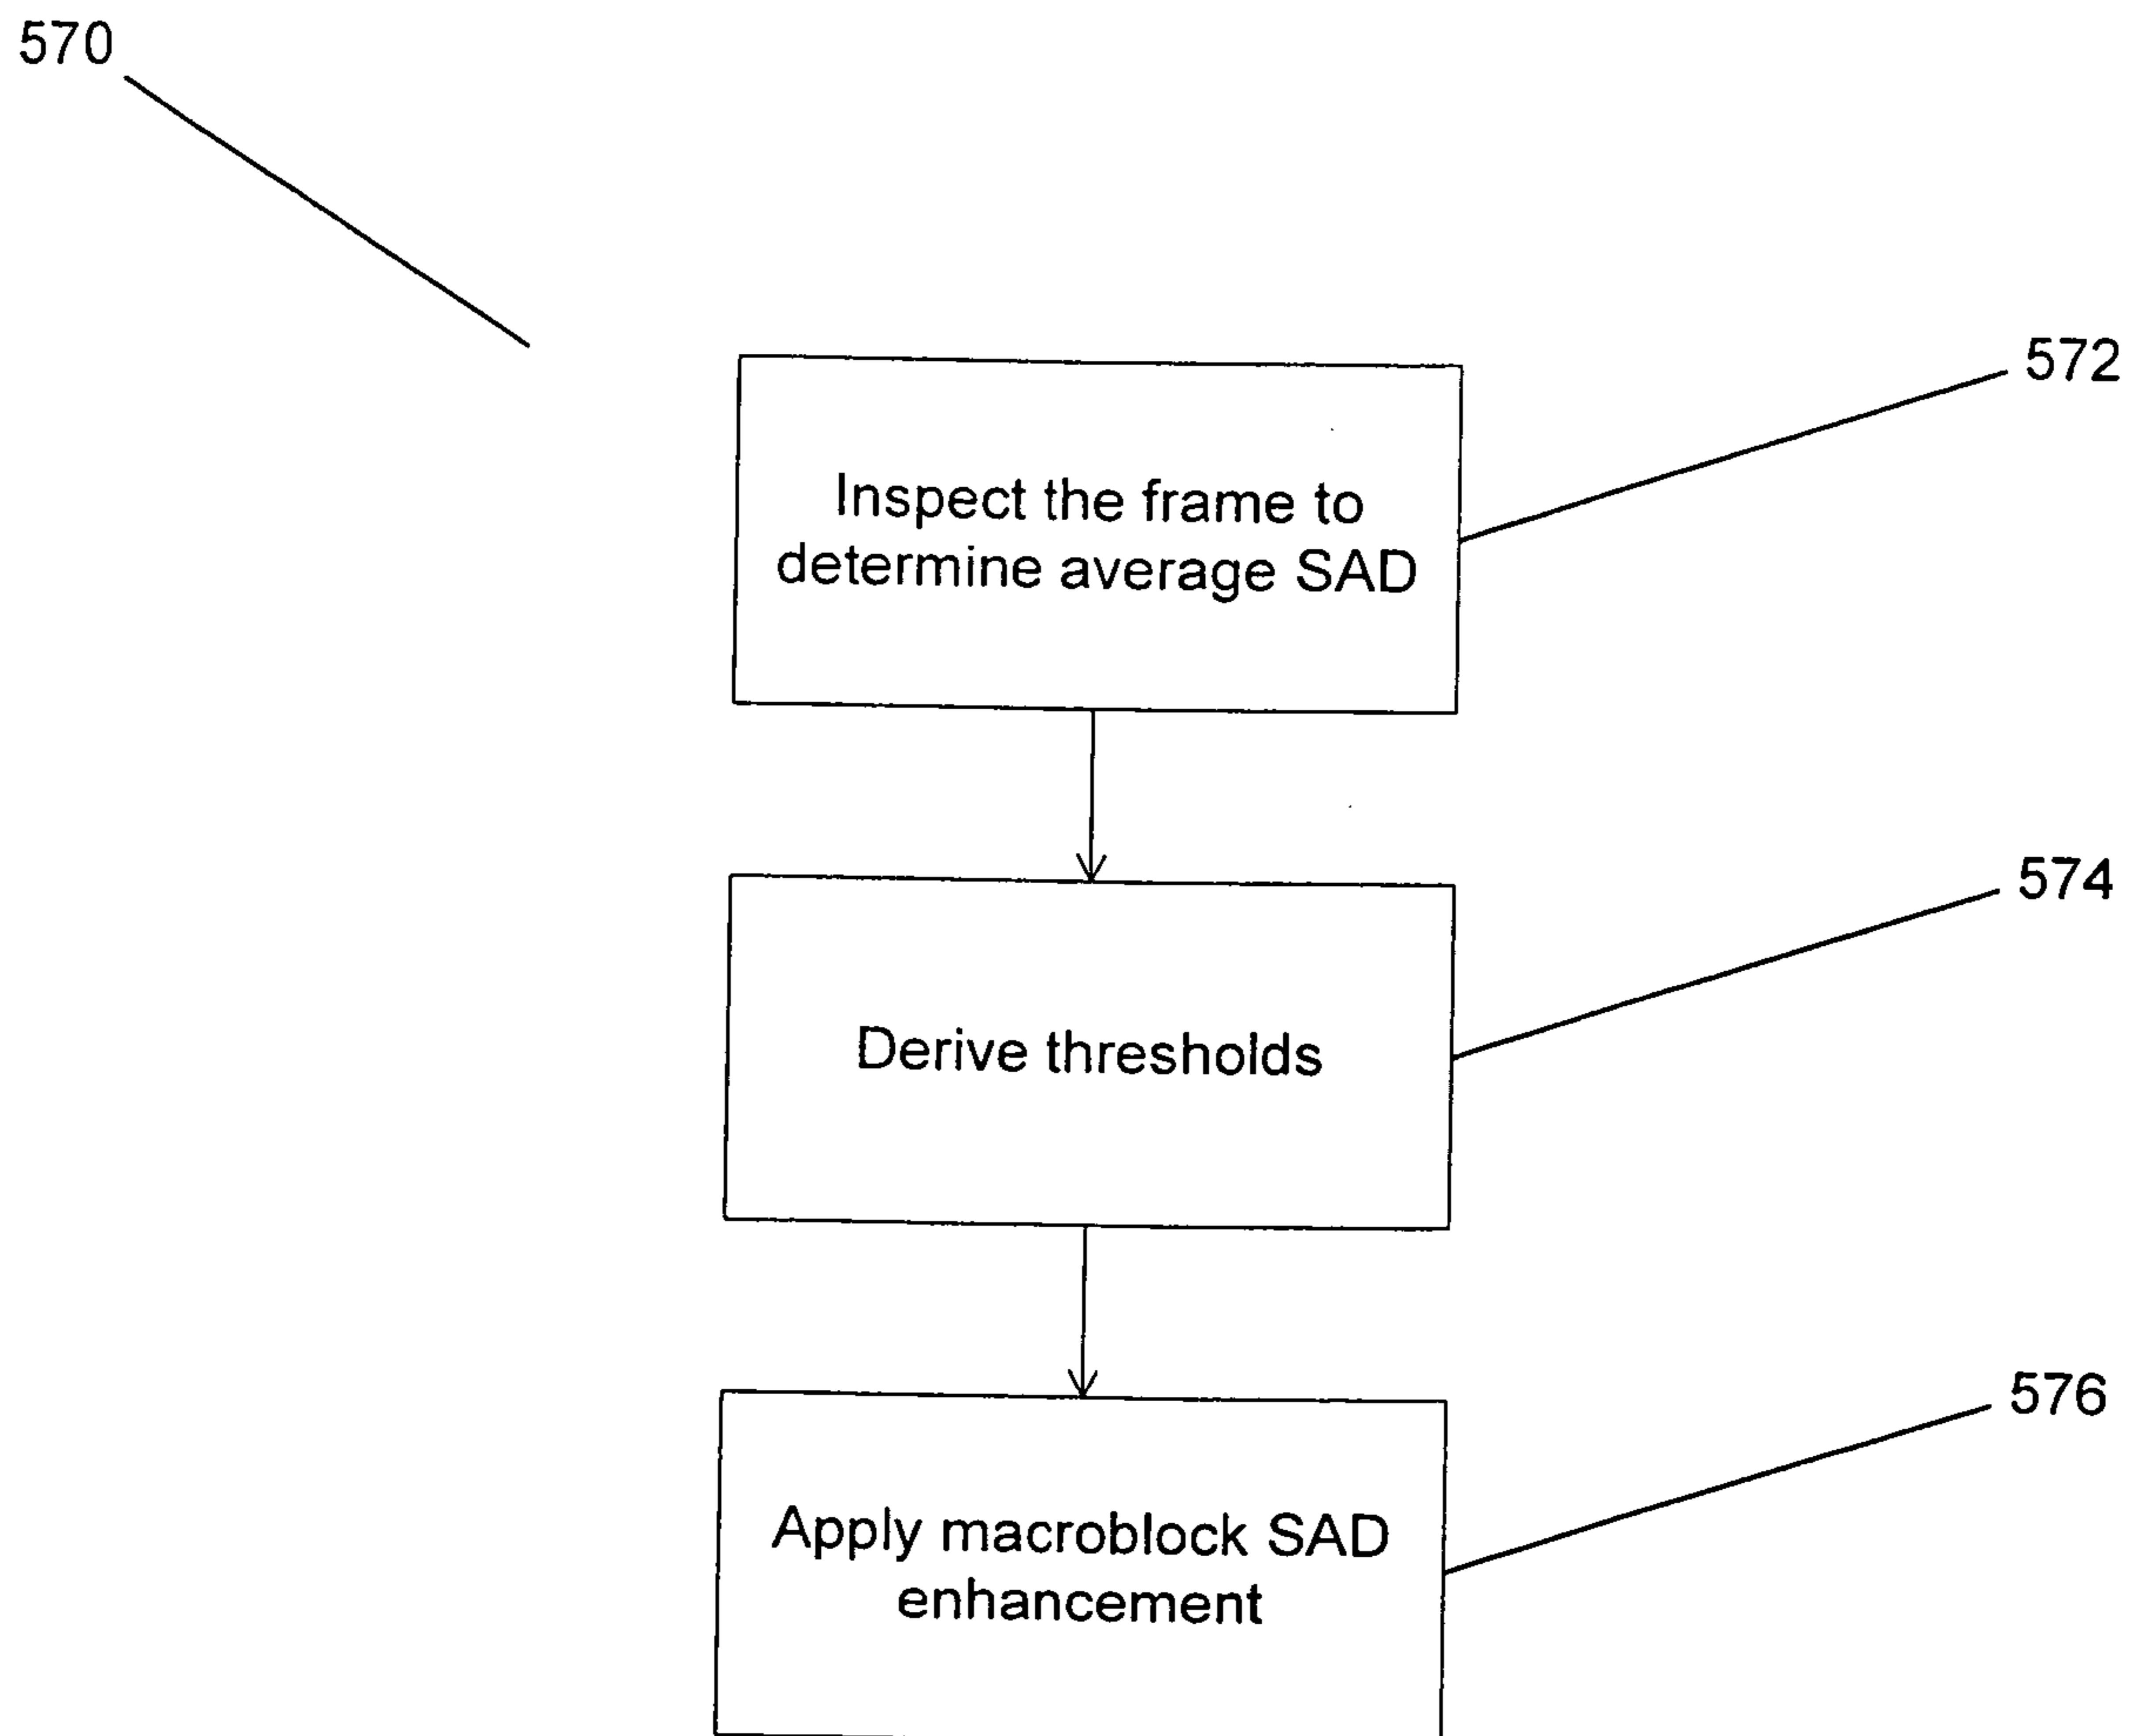 570
572
Inspect the frame to
determine average SAD
574
Derive thresholds
576
Apply macroblock SAD
enhancement